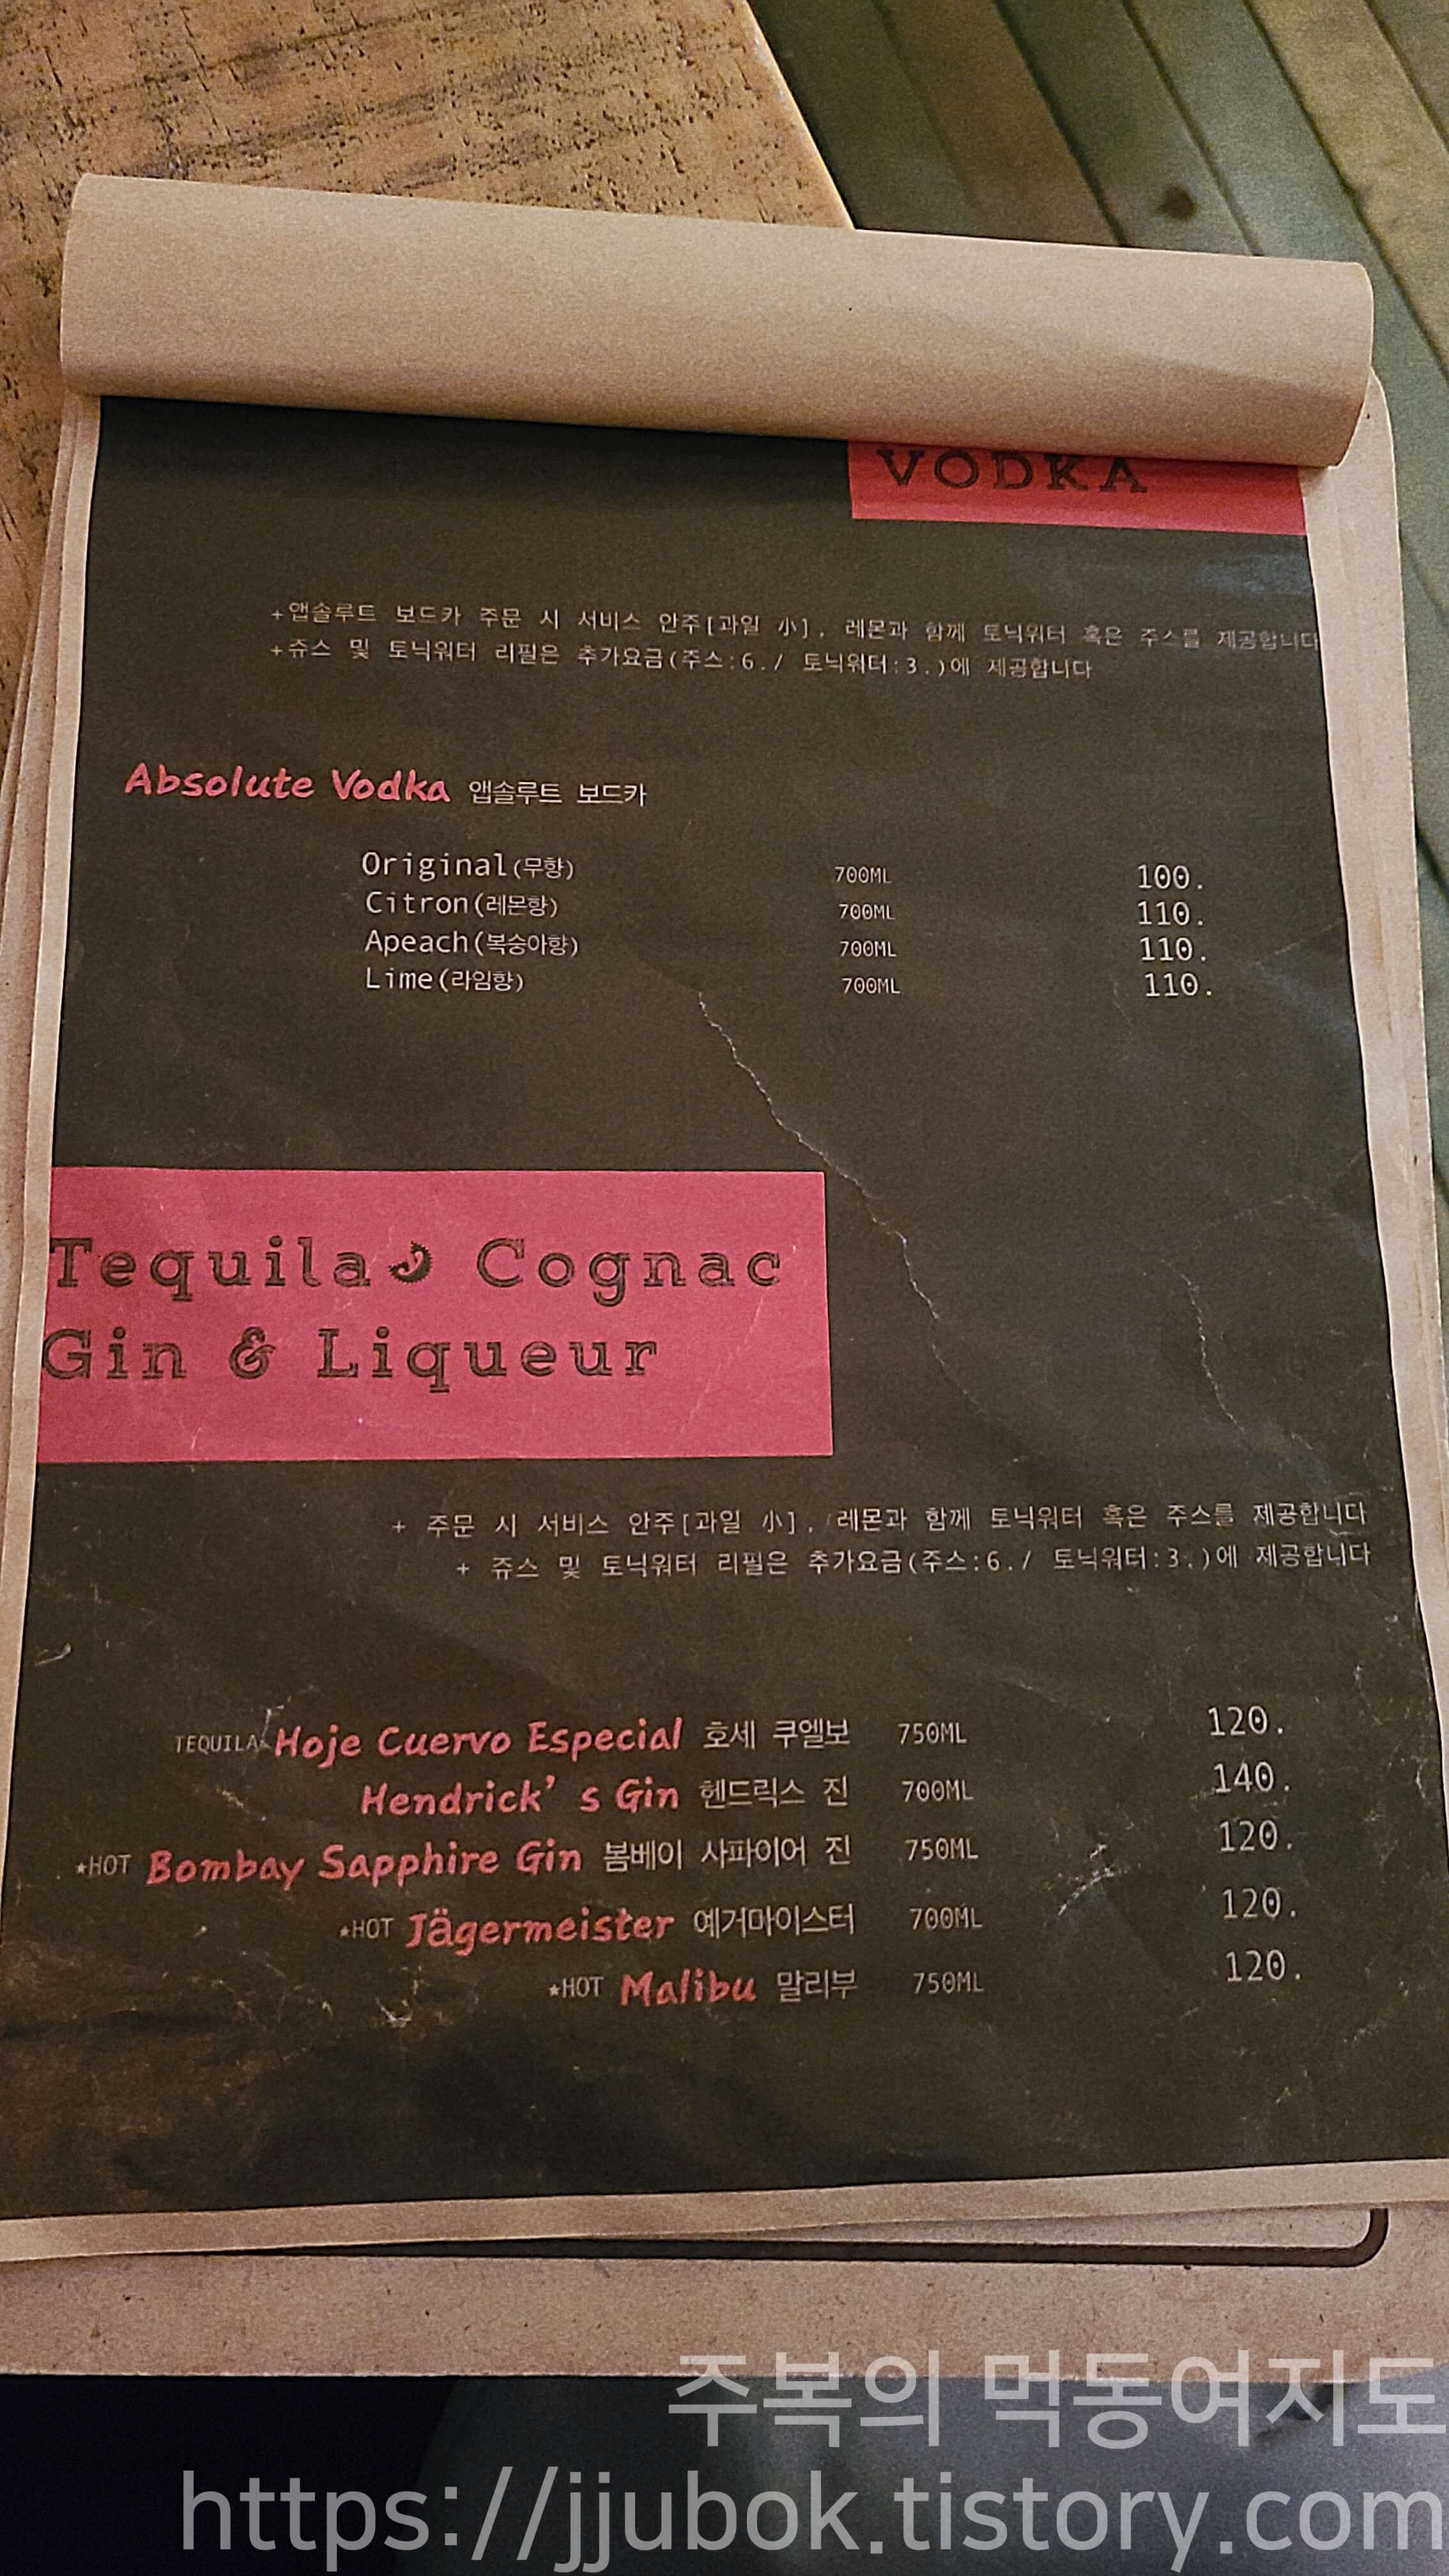 VODKA
+앱솔루트 보드카 주문 시 서비스 안주[과일 小], 레몬과 함께 토닉워터 혹은 주스를 제공합니다
+쥬스 및 토닉워터 리필은 추가요금(주스:6./ 토닉워터:3.)에 제공합니다
Absolute Vodka 앱솔루트 보드카
Original(무향) 700ML 100.
Citron(레몬향) 700ML 110.
Apeach(복숭아향) 700ML 110.
Lime(라임향) 700ML 110.
Tequila Cognac
Gin & Liqueur
+ 주문 시 서비스 안주[과일 小], 레몬과 함께 토닉워터 혹은 주스를 제공합니다
+ 쥬스 및 토닉워터 리필은 추가요금(주스:6./ 토닉워터:3.)에 제공합니다
TEQUILA Hoje Cuervo Especial 호세 쿠엘보 750ML 120.
Hendrick's Gin 헨드릭스 진 700ML 140.
★HOT Bombay Sapphire Gin 봄베이 사파이어 진 750ML 120.
★HOT Jägermeister 예거마이스터 700ML 120.
★HOT Malibu 말리부 750ML 120.
주복의 먹동여지도
https://jjubok.tistory.com